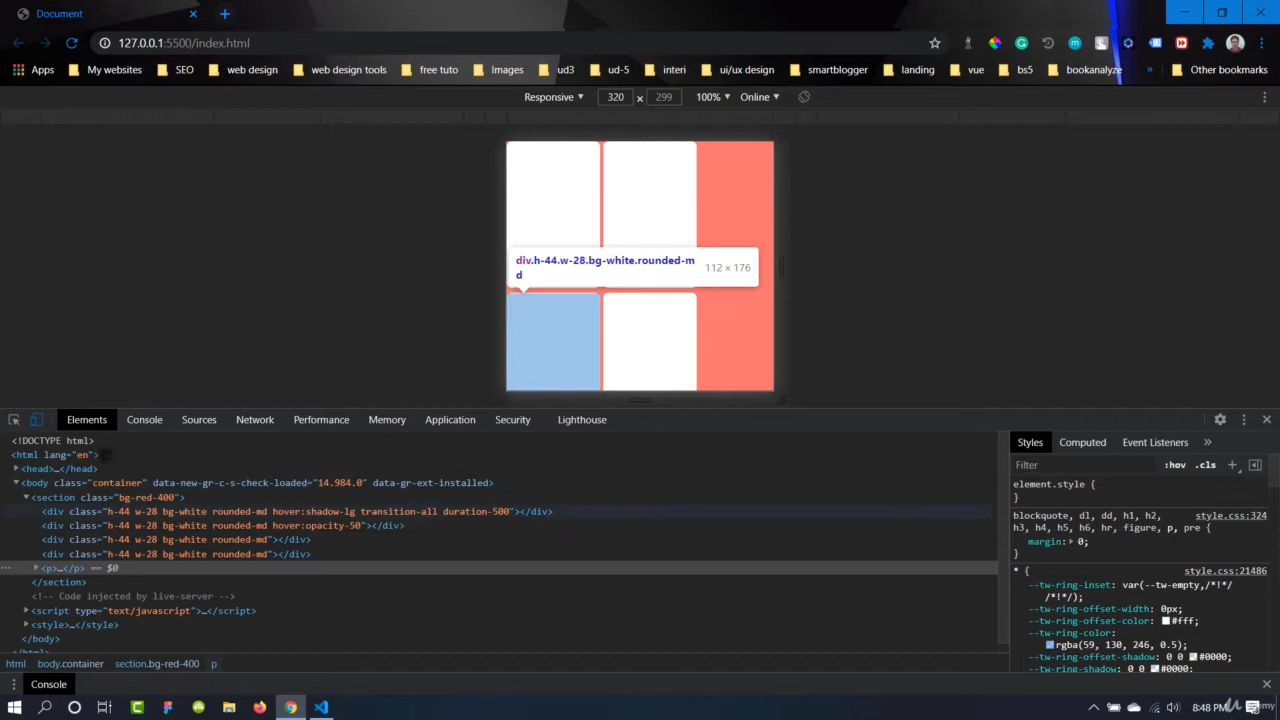 Document
127.0.0.1:5500/index.html
Apps My websites SEO web design web design tools free tuto Images ud3 ud-5 interi ui/ux design smartblogger landing vue bs5 bookanalyze » Other bookmarks
Responsive 320 × 299 100% Online
div.h-44.w-28.bg-white.rounded-m
d
112 × 176
Elements Console Sources Network Performance Memory Application Security Lighthouse
<!DOCTYPE html>
<html lang="en">
<head>…</head>
<body class="container" data-new-gr-c-s-check-loaded="14.984.0" data-gr-ext-installed>
<section class="bg-red-400">
<div class="h-44 w-28 bg-white rounded-md hover:shadow-lg transition-all duration-500"></div>
<div class="h-44 w-28 bg-white rounded-md hover:opacity-50"></div>
<div class="h-44 w-28 bg-white rounded-md"></div>
<div class="h-44 w-28 bg-white rounded-md"></div>
… <p>…</p> == $0
</section>
<!-- Code injected by live-server -->
<script type="text/javascript">…</script>
<style>…</style>
</body>
html body.container section.bg-red-400 p
Styles Computed Event Listeners »
Filter :hov .cls +
element.style {
}
blockquote, dl, dd, h1, h2, style.css:324
h3, h4, h5, h6, hr, figure, p, pre {
margin: 0;
}
* { style.css:21486
--tw-ring-inset: var(--tw-empty,/*!*/
/*!*/);
--tw-ring-offset-width: 0px;
--tw-ring-offset-color: #fff;
--tw-ring-color:
rgba(59, 130, 246, 0.5);
--tw-ring-offset-shadow: 0 0 #0000;
--tw-shadow: 0 0 #0000;
Console
8:48 PM